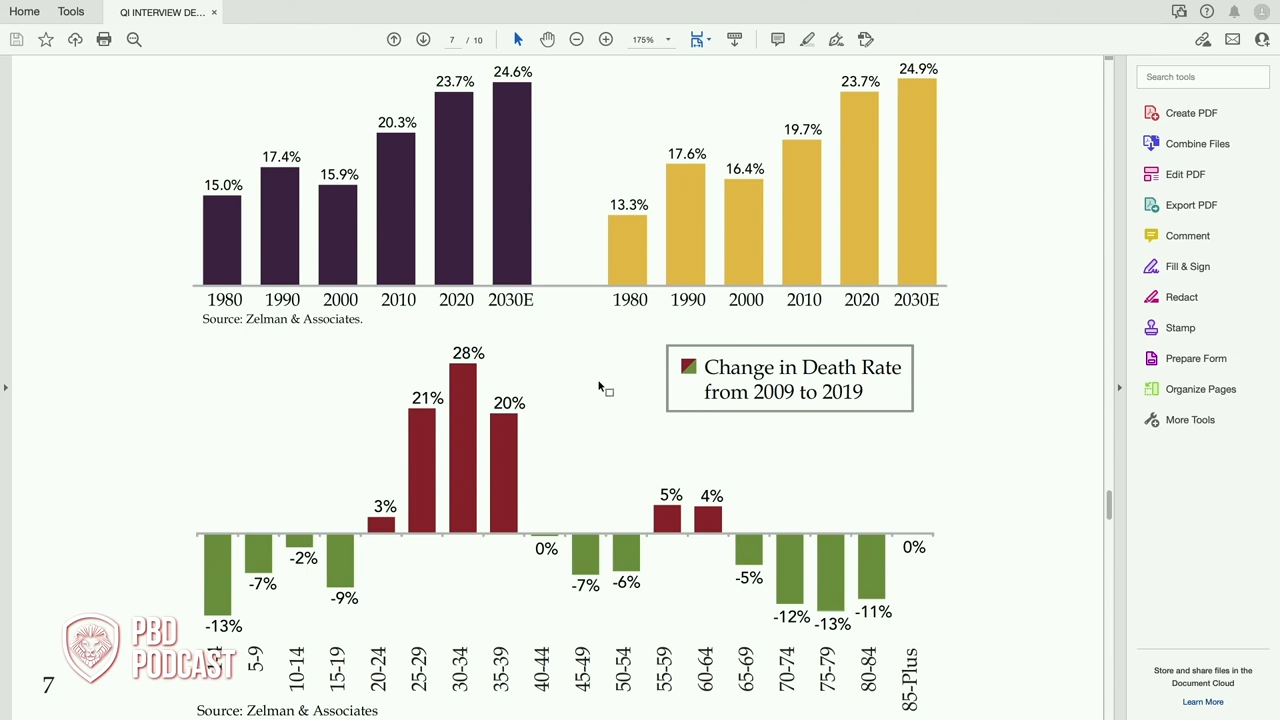 Home
Tools
QI INTERVIEW DE... ×
7 / 10
175%
15.0%
17.4%
15.9%
20.3%
23.7%
24.6%
1980 1990 2000 2010 2020 2030E
Source: Zelman & Associates.
13.3%
17.6%
16.4%
19.7%
23.7%
24.9%
1980 1990 2000 2010 2020 2030E
Change in Death Rate
from 2009 to 2019
-13%
-7%
-2%
-9%
3%
21%
28%
20%
0%
-7%
-6%
5%
4%
-5%
-12%
-13%
-11%
0%
5-9
10-14
15-19
20-24
25-29
30-34
35-39
40-44
45-49
50-54
55-59
60-64
65-69
70-74
75-79
80-84
85-Plus
Source: Zelman & Associates
7
PBD
PODCAST
Search tools
Create PDF
Combine Files
Edit PDF
Export PDF
Comment
Fill & Sign
Redact
Stamp
Prepare Form
Organize Pages
More Tools
Store and share files in the
Document Cloud
Learn More